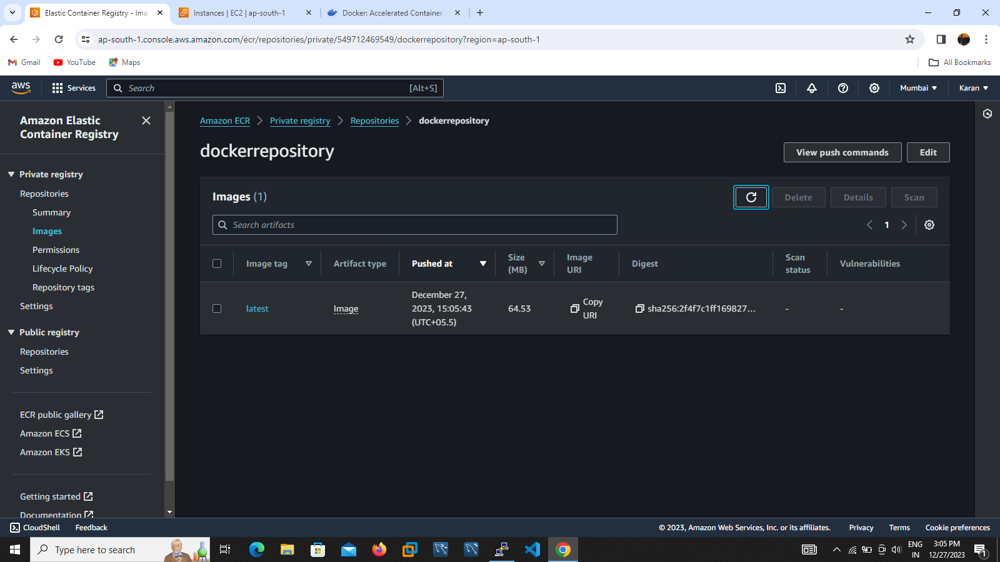 Elastic Container Registry - Ima
Instances | EC2 | ap-south-1
Docker: Accelerated Container
ap-south-1.console.aws.amazon.com/ecr/repositories/private/549712469549/dockerrepository?region=ap-south-1
Gmail
YouTube
Maps
All Bookmarks
aws
Services
Search
[Alt+S]
Mumbai
Karan
Amazon Elastic
Container Registry
Private registry
Repositories
Summary
Images
Permissions
Lifecycle Policy
Repository tags
Settings
Public registry
Repositories
Settings
ECR public gallery
Amazon ECS
Amazon EKS
Getting started
Documentation
Amazon ECR
Private registry
Repositories
dockerrepository
dockerrepository
View push commands
Edit
Images (1)
Delete
Details
Scan
Search artifacts
1
Image tag
Artifact type
Pushed at
Size
(MB)
Image
URI
Digest
Scan
status
Vulnerabilities
latest
Image
December 27,
2023, 15:05:43
(UTC+05.5)
64.53
Copy
URI
sha256:2f4f7c1ff169827...
-
-
CloudShell
Feedback
© 2023, Amazon Web Services, Inc. or its affiliates.
Privacy
Terms
Cookie preferences
Type here to search
ENG
IN
3:05 PM
12/27/2023
1